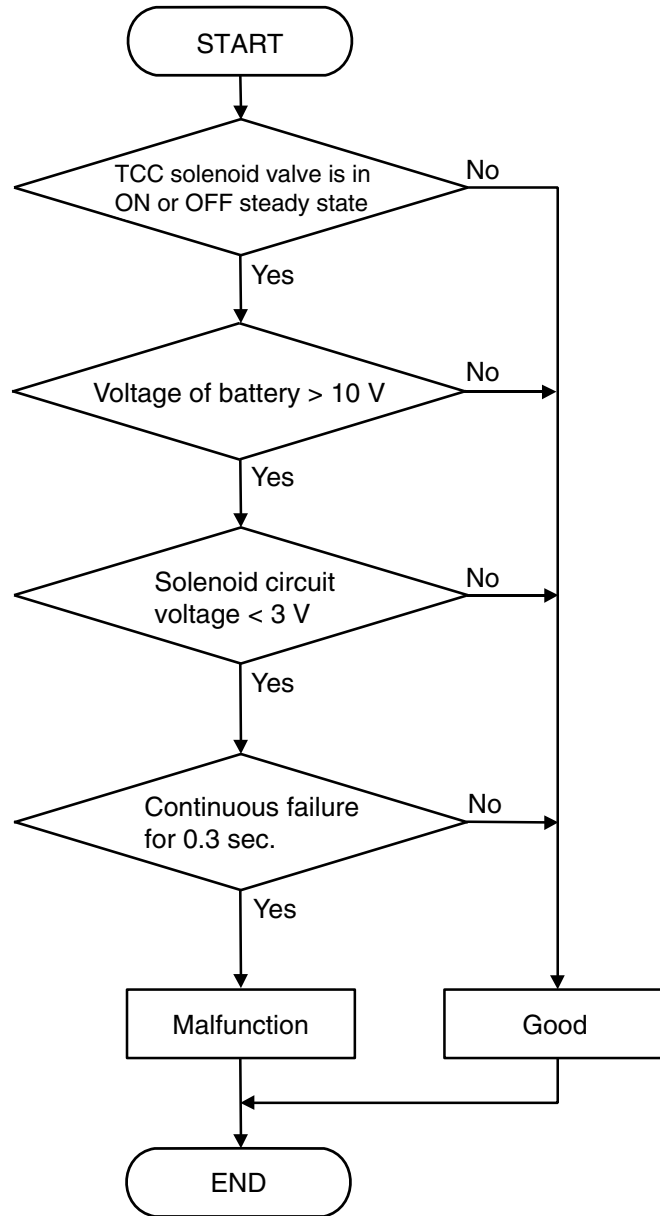 START
TCC solenoid valve is in
ON or OFF steady state
No
Yes
Voltage of battery > 10 V
No
Yes
Solenoid circuit
voltage < 3 V
No
Yes
Continuous failure
for 0.3 sec.
No
Yes
Malfunction
Good
END